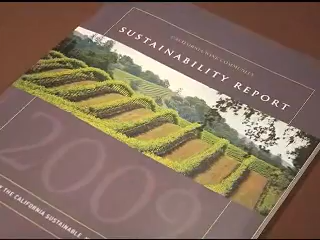 CALIFORNIA WINE COMMUNITY
SUSTAINABILITY REPORT
2009
THE CALIFORNIA SUSTAINABLE